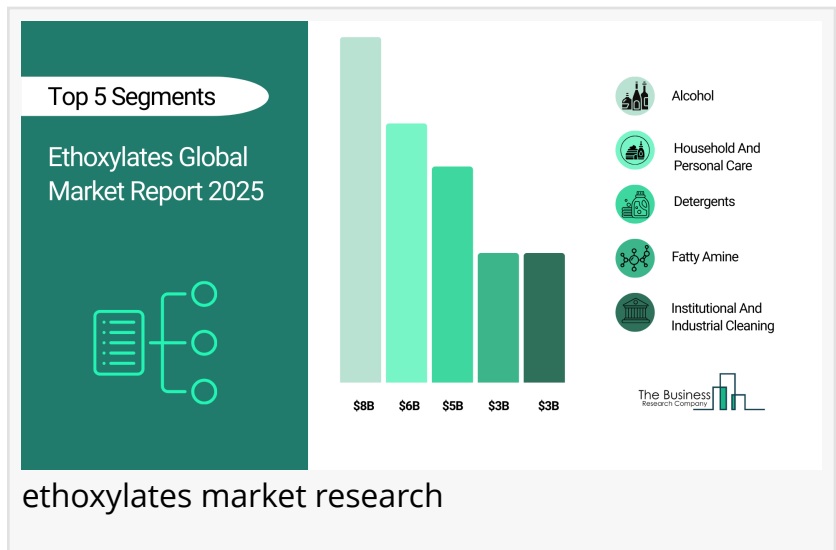 Top 5 Segments
Ethoxylates Global
Market Report 2025
$8B
$6B
$5B
$3B
$3B
Alcohol
Household And
Personal Care
Detergents
Fatty Amine
Institutional And
Industrial Cleaning
The Business
Research Company
ethoxylates market research